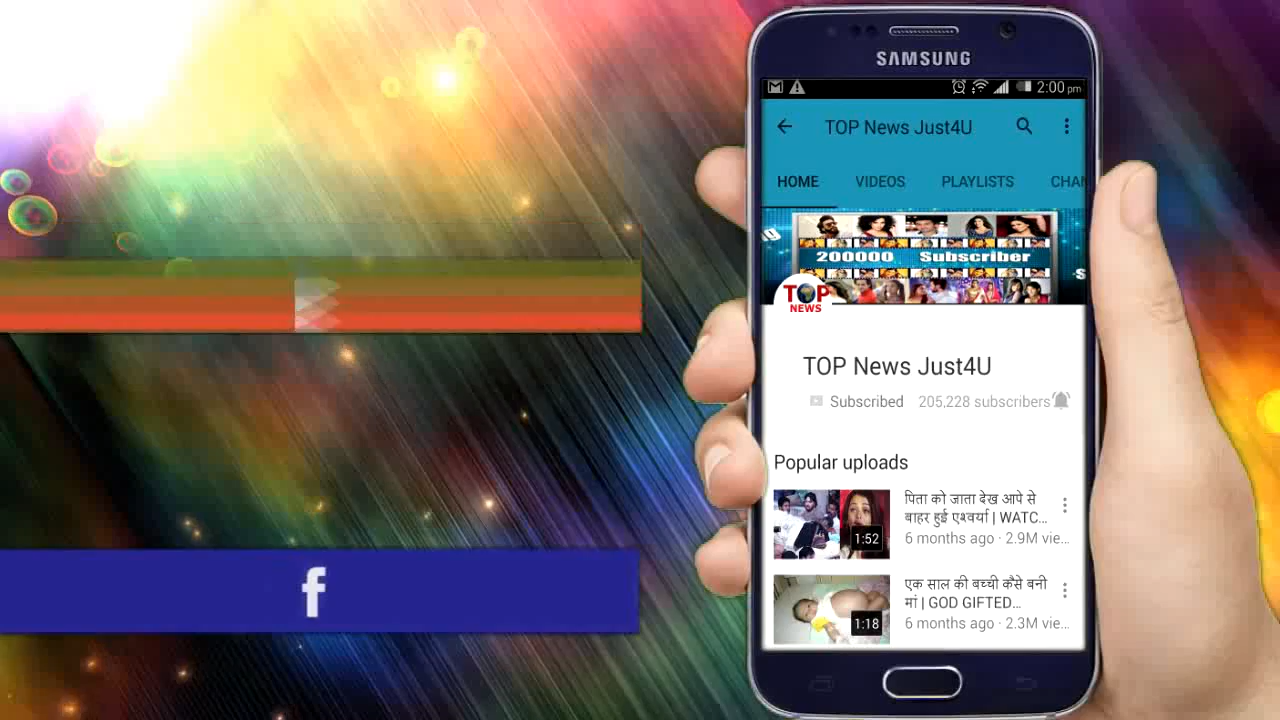 SAMSUNG
2:00 pm
TOP News Just4U
HOME VIDEOS PLAYLISTS CHAN
200000 Subscriber
TOP
NEWS
TOP News Just4U
Subscribed 205,228 subscribers
Popular uploads
पिता को जाता देख आपे से
बाहर हुई एश्वर्या | WATC...
6 months ago · 2.9M vie...
1:52
एक साल की बच्ची कैसे बनी
मां | GOD GIFTED...
6 months ago · 2.3M vie...
1:18
f